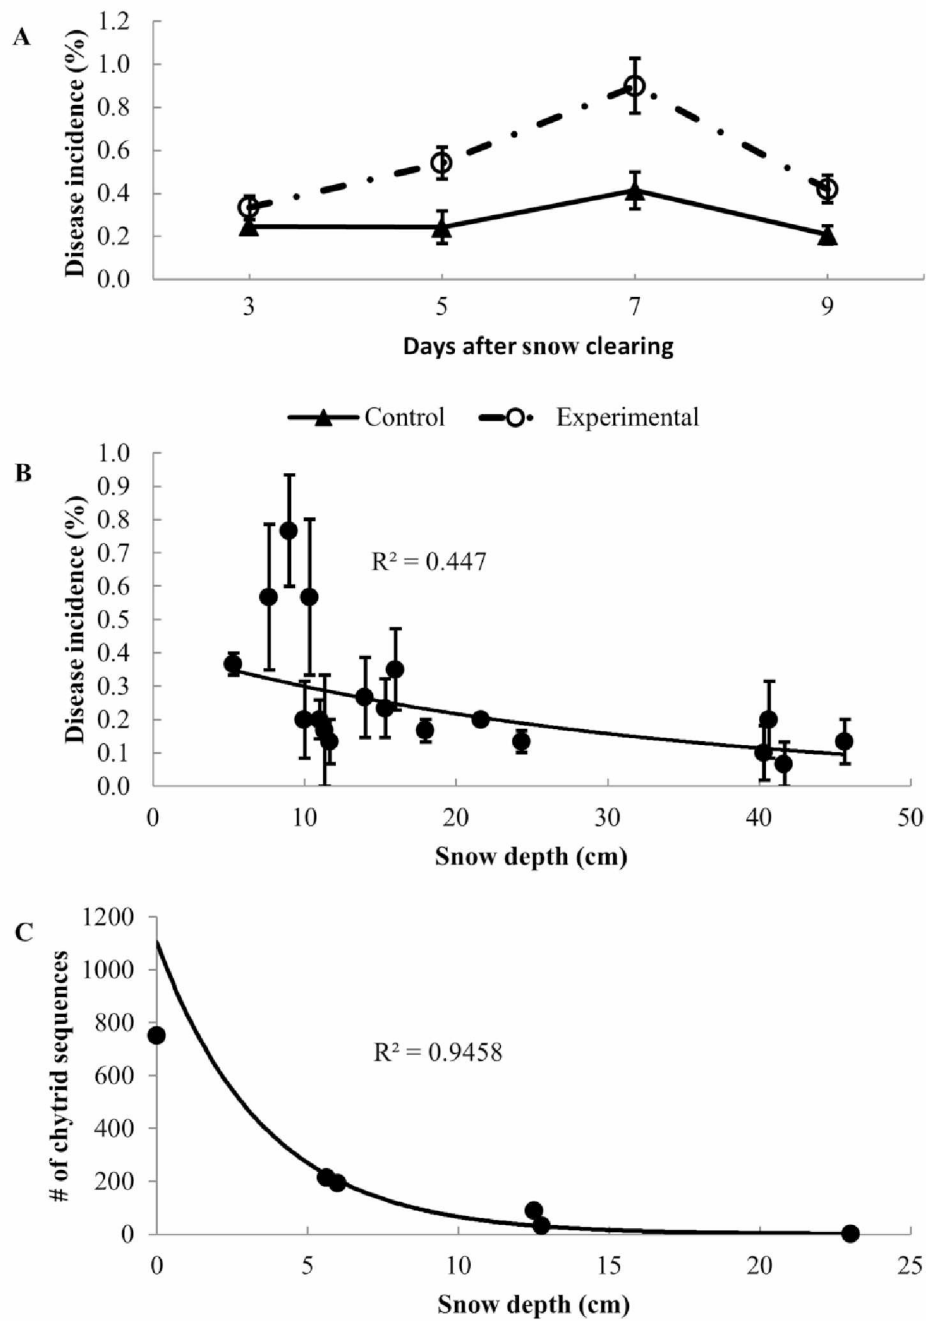 A
Disease incidence (%)
1.2
1.0
0.8
0.6
0.4
0.2
0.0
3 5 7 9
Days after snow clearing
Control Experimental
B
Disease incidence (%)
1.0
0.9
0.8
0.7
0.6
0.5
0.4
0.3
0.2
0.1
0.0
R² = 0.447
0 10 20 30 40 50
Snow depth (cm)
C
# of chytrid sequences
1200
1000
800
600
400
200
0
R² = 0.9458
0 5 10 15 20 25
Snow depth (cm)